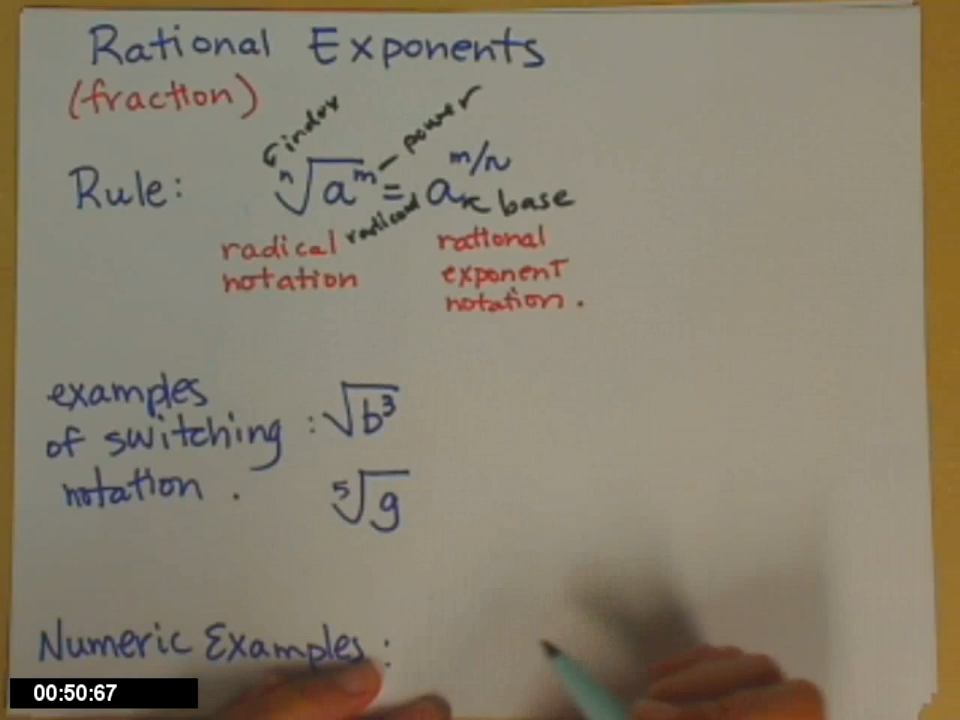 Rational Exponents
(fraction)
index
power
Rule: ⁿ√aᵐ = a^m/n
base
radical
radical notation
rational exponent notation.
examples of switching notation. : √b³
⁵√g
Numeric Examples:
00:50:67